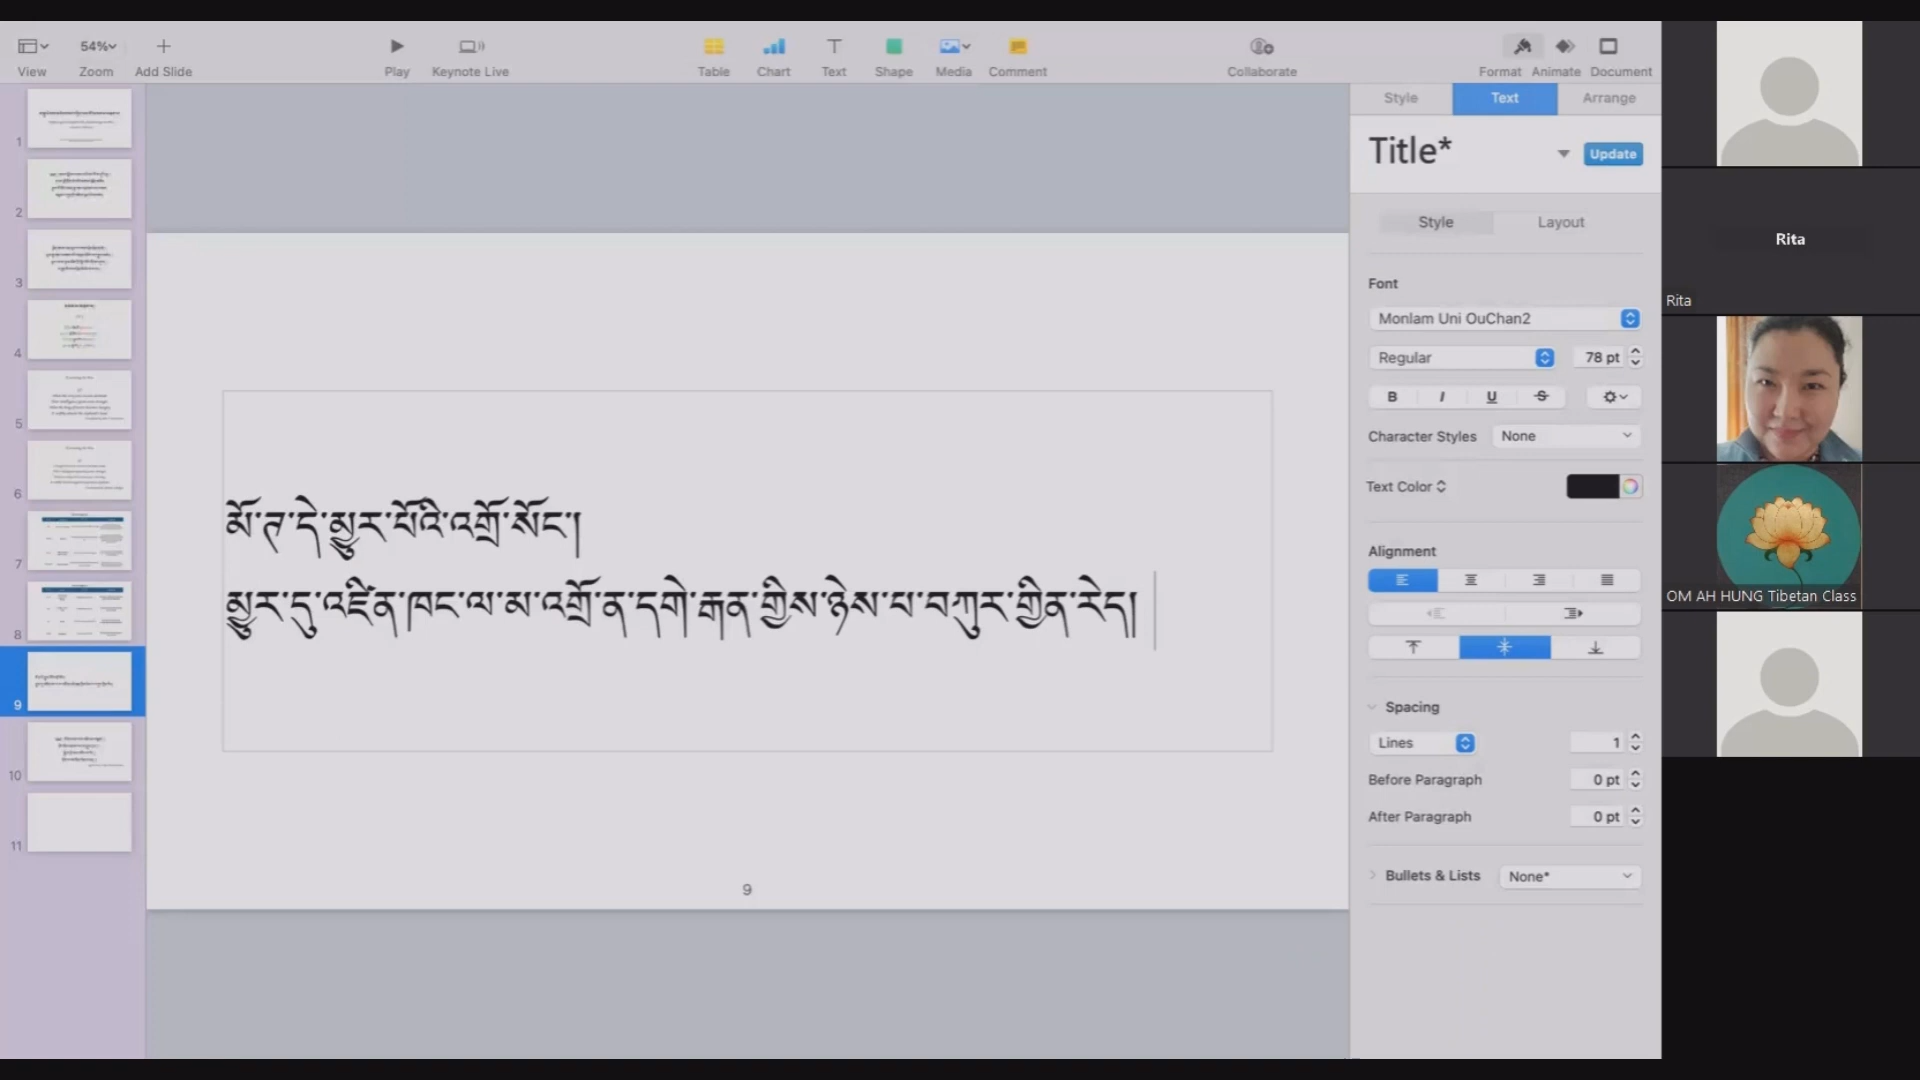 View
54%
Zoom
Add Slide
Play
Keynote Live
Table
Chart
Text
Shape
Media
Comment
Collaborate
Format
Animate
Document
Style
Text
Arrange
Title*
Update
Style
Layout
Font
Monlam Uni OuChan2
Regular
78 pt
B
I
U
S
Character Styles
None
Text Color
Alignment
Spacing
Lines
1
Before Paragraph
0 pt
After Paragraph
0 pt
Bullets & Lists
None*
1
2
3
4
5
6
7
8
9
10
11
མོ་ཊ་དེ་མྱུར་པོའི་འགྲོ་སོང་།
མྱུར་དུ་འཛིན་ཁང་ལ་མ་འགྲོ་ན་དགེ་རྒན་གྱིས་ཉེས་པ་བཀུར་གྱིན་རེད།
9
Rita
Rita
OM AH HUNG Tibetan Class